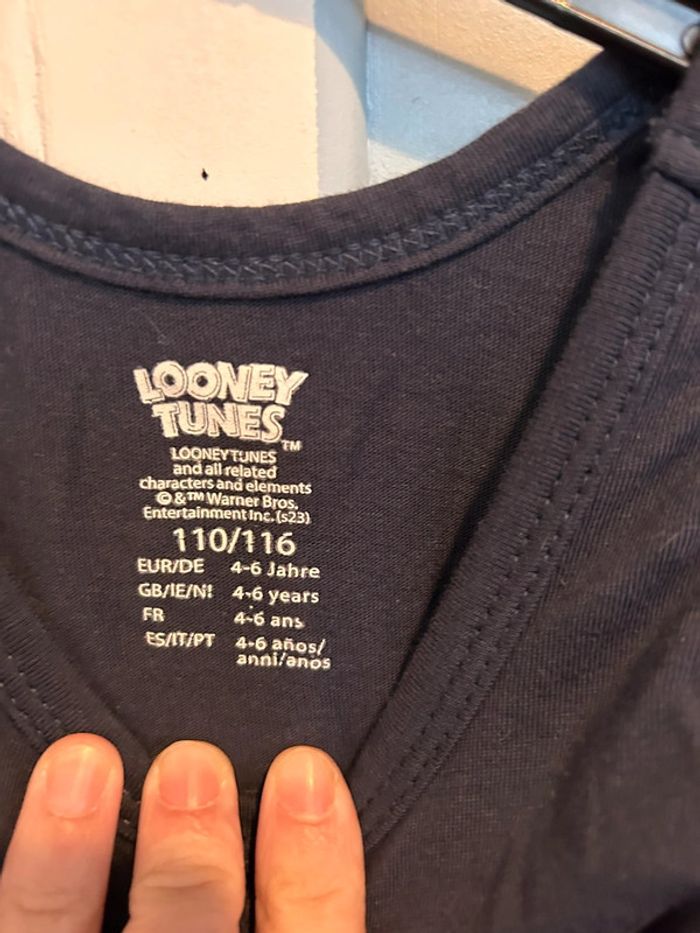 LOONEY
TUNES™
LOONEY TUNES
and all related
characters and elements
© & ™ Warner Bros.
Entertainment Inc. (s23)
110/116
EUR/DE 4-6 Jahre
GB/IE/NI 4-6 years
FR 4-6 ans
ES/IT/PT 4-6 años/
anni/anos